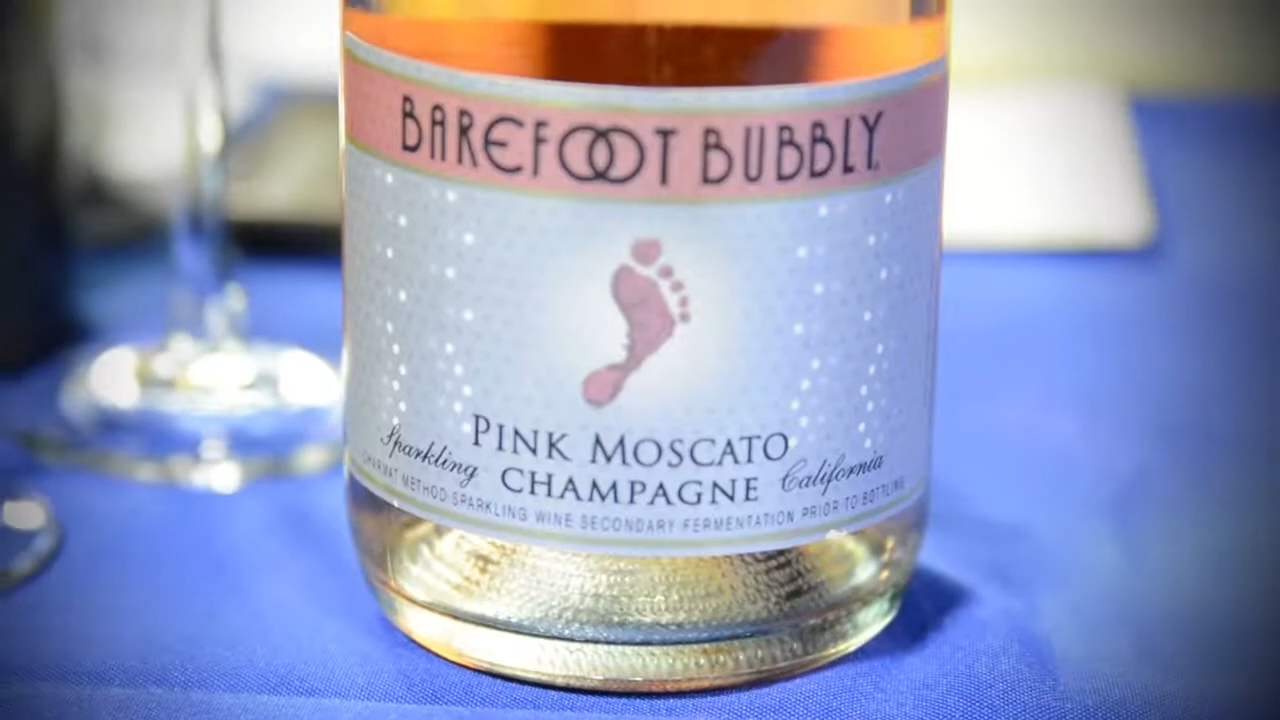 BAREFOOT BUBBLY
PINK MOSCATO
Sparkling CHAMPAGNE California
CHARMAT METHOD SPARKLING WINE SECONDARY FERMENTATION PRIOR TO BOTTLING